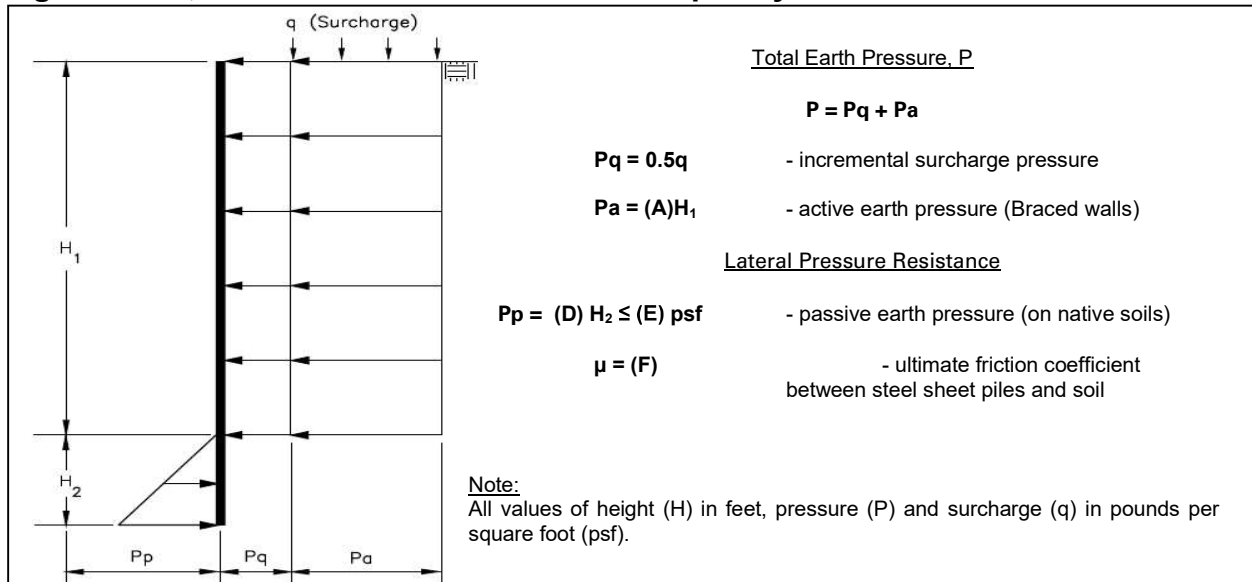 q (Surcharge)
Total Earth Pressure, P
P = Pq + Pa
Pq = 0.5q - incremental surcharge pressure
Pa = (A)H₁ - active earth pressure (Braced walls)
H₁
Lateral Pressure Resistance
Pp = (D) H₂ ≤ (E) psf - passive earth pressure (on native soils)
µ = (F) - ultimate friction coefficient
between steel sheet piles and soil
H₂
Note:
All values of height (H) in feet, pressure (P) and surcharge (q) in pounds per
square foot (psf).
Pp Pq Pa